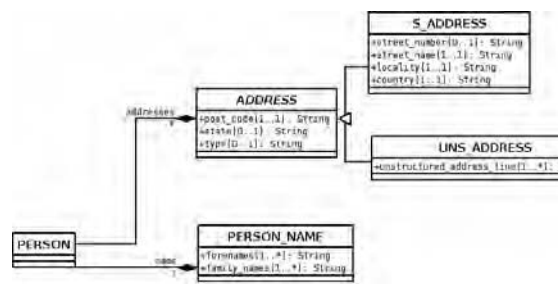 S_ADDRESS
+street_number[0..1]: String
+street_name[1..1]: String
+locality[1..1]: String
+country[1..1]: String
ADDRESS
+post_code[1..1]: String
+state[0..1]: String
+type[0..1]: String
addresses
*
UNS_ADDRESS
+unstructured_address_line[1..*]:
PERSON
name
1
PERSON_NAME
+forenames[1..*]: String
+family_names[1..*]: String